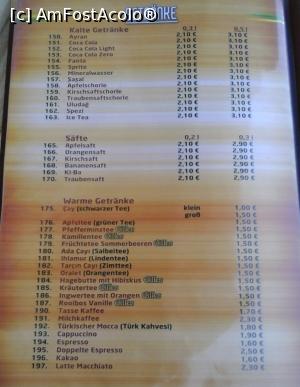 [c] AmFostAcolo®
GETRÄNKE
Kalte Getränke 0,2 l 0,5 l
150. Ayran 2,10 € 3,10 €
151. Coca Cola 2,10 € 3,10 €
152. Coca Cola Light 2,10 € 3,10 €
153. Coca Cola Zero 2,10 € 3,10 €
154. Fanta 2,10 € 3,10 €
155. Sprite 2,10 € 3,10 €
156. Mineralwasser 2,10 € 3,10 €
157. Saşal 2,10 € 3,10 €
158. Apfelschorle 2,10 € 3,10 €
159. Kirschsaftschorle 2,10 € 3,10 €
160. Traubensaftschorle 2,10 € 3,10 €
161. Uludağ 2,10 € 3,10 €
162. Spezi 2,10 € 3,10 €
163. Ice Tea 2,10 € 3,10 €
Säfte 0,2 l 0,3 l
165. Apfelsaft 2,10 € 2,90 €
166. Orangensaft 2,10 € 2,90 €
167. Kirschsaft 2,10 € 2,90 €
168. Bananensaft 2,10 € 2,90 €
169. Ki-Ba 2,10 € 2,90 €
170. Traubensaft 2,10 € 2,90 €
Warme Getränke
175. Çay (schwarzer Tee) klein 1,00 €
groß 1,50 €
176. Apfeltee (grüner Tee) 1,50 €
177. Pfefferminztee 1,50 €
178. Kamillentee 1,50 €
179. Früchtetee Sommerbeeren 1,50 €
180. Ada Çayı (Salbeitee) 1,50 €
181. Ihlamur (Lindentee) 1,50 €
182. Tarçın Çayı (Zimttee) 1,50 €
183. Oralet (Orangentee) 1,50 €
184. Hagebutte mit Hibiskus 1,50 €
185. Kräutertee 1,50 €
186. Ingwertee mit Orangen 1,50 €
187. Rooibos Vanille 1,50 €
190. Tasse Kaffee 1,70 €
191. Milchkaffee 2,30 €
192. Türkischer Mocca (Türk Kahvesi) 1,80 €
193. Cappuccino 1,90 €
194. Espresso 1,60 €
195. Doppelte Espresso 2,50 €
196. Kakao 1,60 €
197. Latte Macchiato 2,30 €